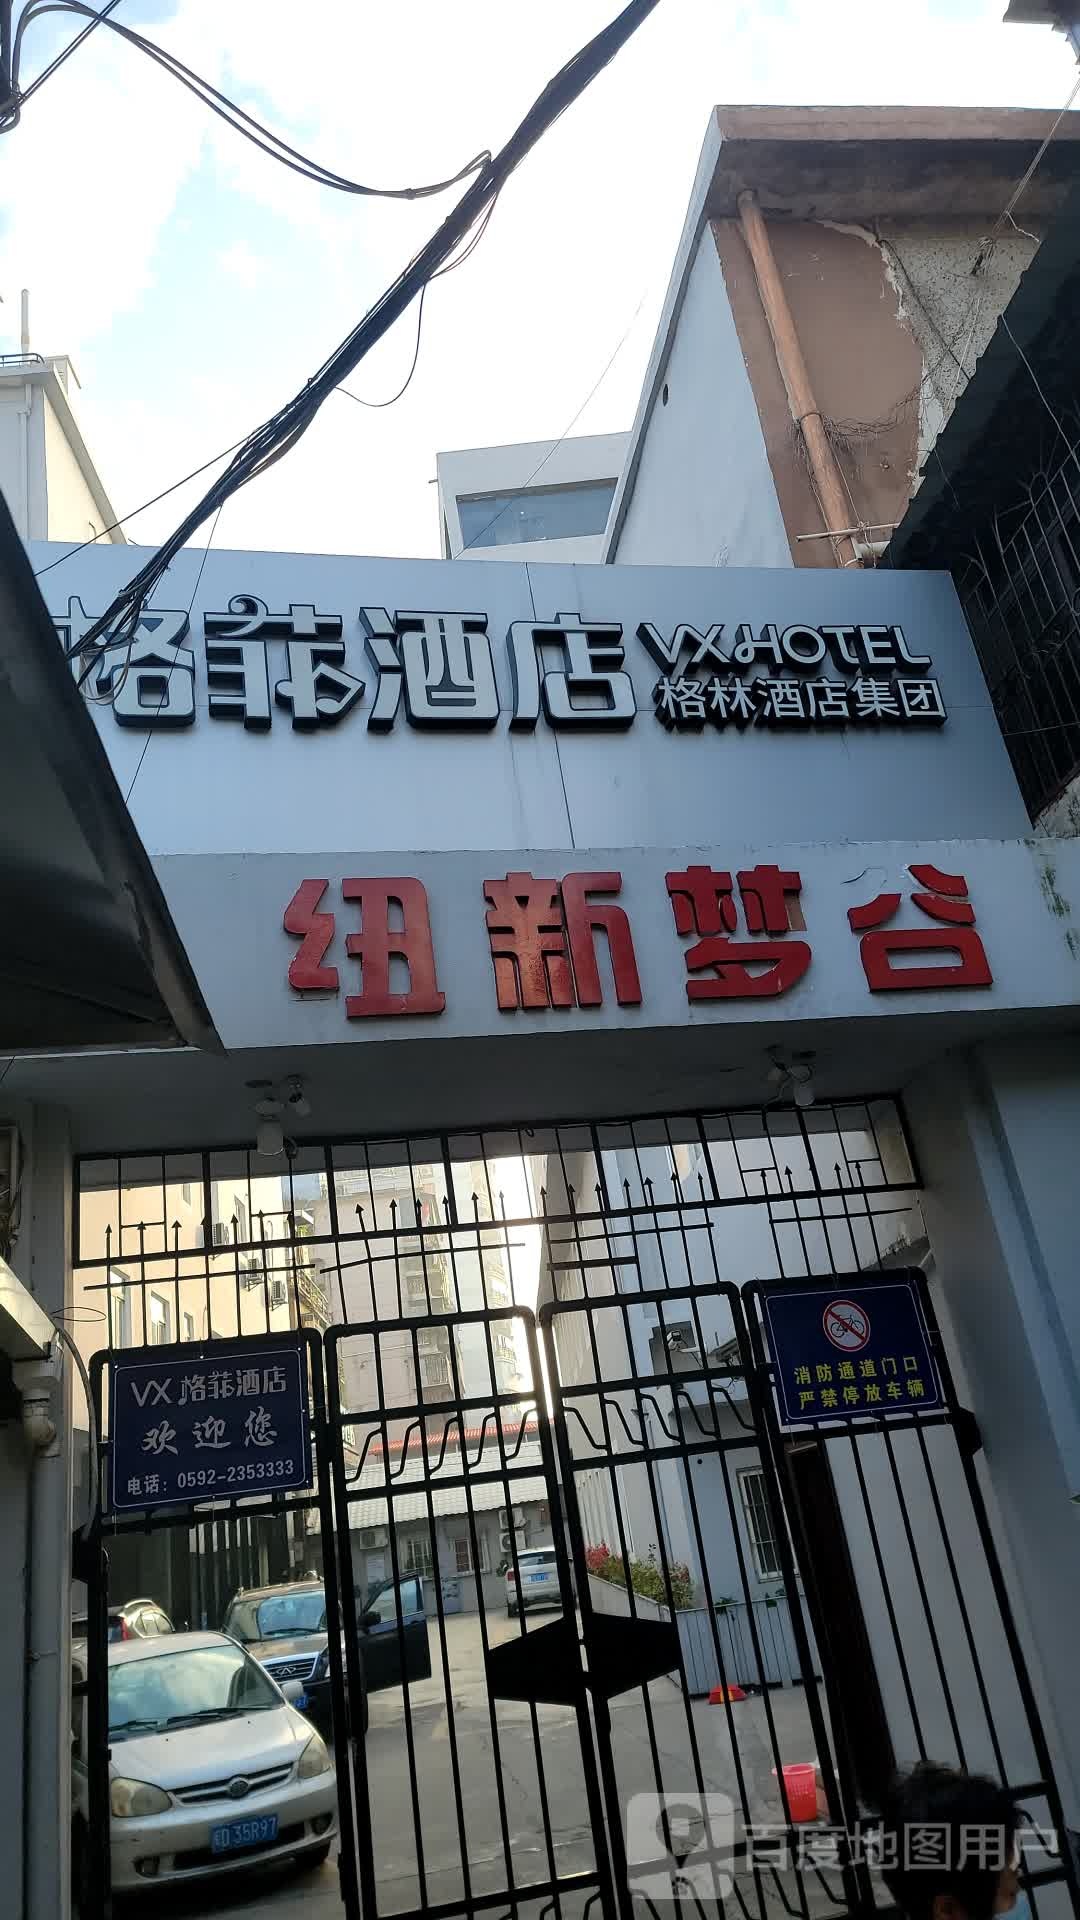 格菲酒店
VXHOTEL
格林酒店集团
纽新梦谷
VX 格菲酒店
欢迎您
电话：0592-2353333
消防通道门口
严禁停放车辆
D·35R97
百度地图用户